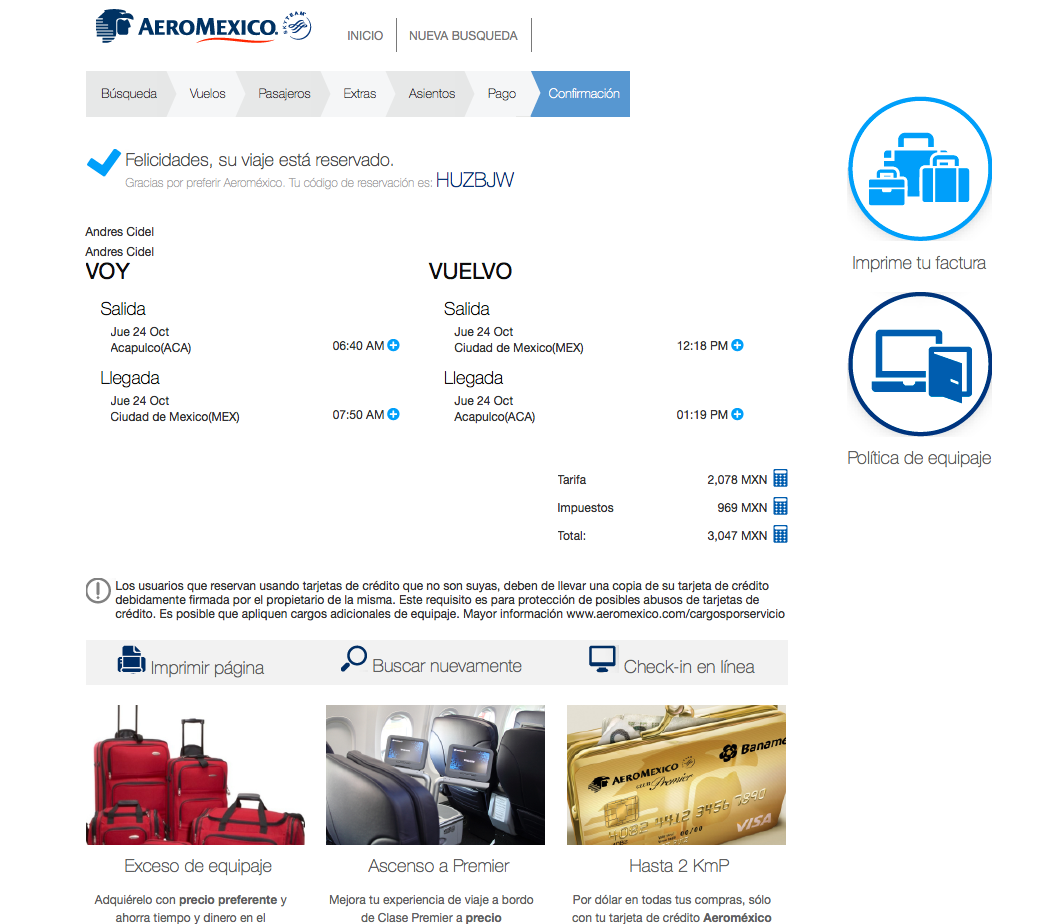 AEROMEXICO. SKYTEAM
INICIO
NUEVA BUSQUEDA
Búsqueda
Vuelos
Pasajeros
Extras
Asientos
Pago
Confirmación
Felicidades, su viaje está reservado.
Gracias por preferir Aeroméxico. Tu código de reservación es: HUZBJW
Imprime tu factura
Política de equipaje
Andres Cidel
Andres Cidel
VOY
Salida
Jue 24 Oct
Acapulco(ACA)
06:40 AM
Llegada
Jue 24 Oct
Ciudad de Mexico(MEX)
07:50 AM
VUELVO
Salida
Jue 24 Oct
Ciudad de Mexico(MEX)
12:18 PM
Llegada
Jue 24 Oct
Acapulco(ACA)
01:19 PM
Tarifa 2,078 MXN
Impuestos 969 MXN
Total: 3,047 MXN
Los usuarios que reservan usando tarjetas de crédito que no son suyas, deben de llevar una copia de su tarjeta de crédito
debidamente firmada por el propietario de la misma. Este requisito es para protección de posibles abusos de tarjetas de
crédito. Es posible que apliquen cargos adicionales de equipaje. Mayor información www.aeromexico.com/cargosporservicio
Imprimir página
Buscar nuevamente
Check-in en línea
AEROMEXICO
CLUB Premier
Baname
4082 4412 3456 7890
00/00
VISA
Exceso de equipaje
Adquiérelo con precio preferente y
ahorra tiempo y dinero en el
Ascenso a Premier
Mejora tu experiencia de viaje a bordo
de Clase Premier a precio
Hasta 2 KmP
Por dólar en todas tus compras, sólo
con tu tarjeta de crédito Aeroméxico